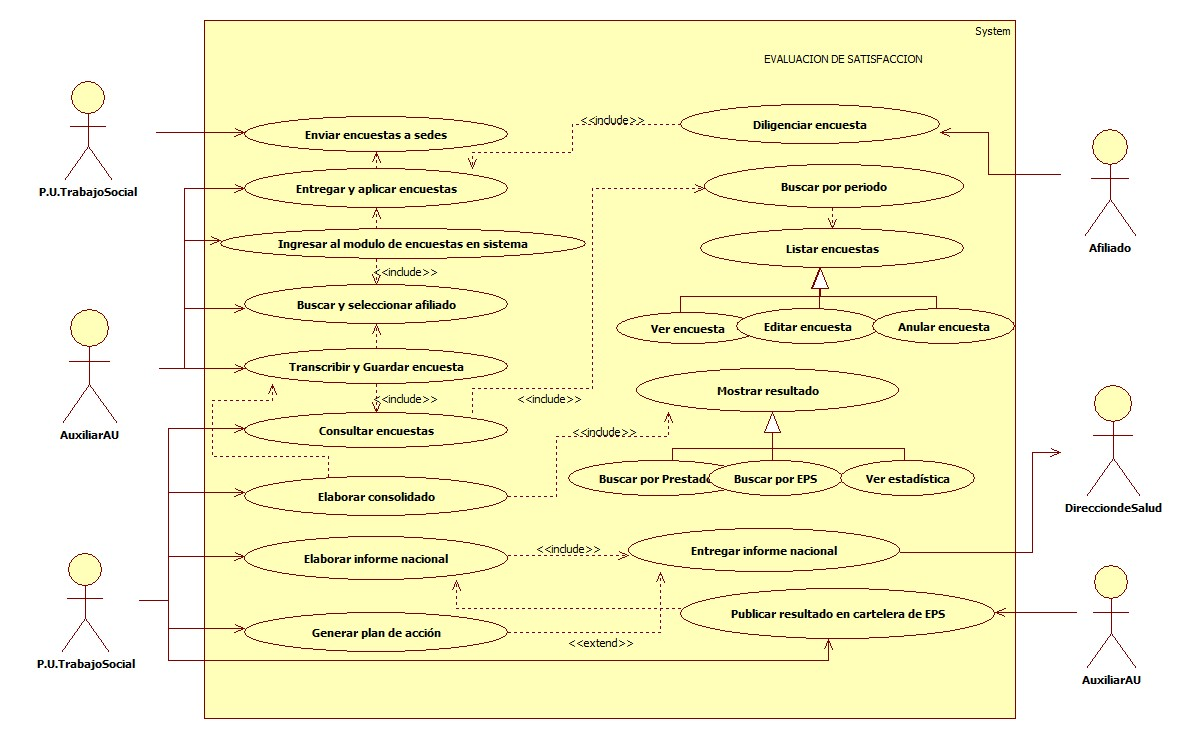 System
EVALUACION DE SATISFACCION
P.U.TrabajoSocial
Enviar encuestas a sedes
<<include>>
Diligenciar encuesta
Entregar y aplicar encuestas
Buscar por periodo
Afiliado
Ingresar al modulo de encuestas en sistema
Listar encuestas
<<include>>
Buscar y seleccionar afiliado
Ver encuesta
Editar encuesta
Anular encuesta
AuxiliarAU
Transcribir y Guardar encuesta
Mostrar resultado
<<include>>
<<include>>
Consultar encuestas
<<include>>
Buscar por Prestado
Buscar por EPS
Ver estadística
Elaborar consolidado
DirecciondeSalud
Elaborar informe nacional
<<include>>
Entregar informe nacional
Publicar resultado en cartelera de EPS
Generar plan de acción
<<extend>>
P.U.TrabajoSocial
AuxiliarAU